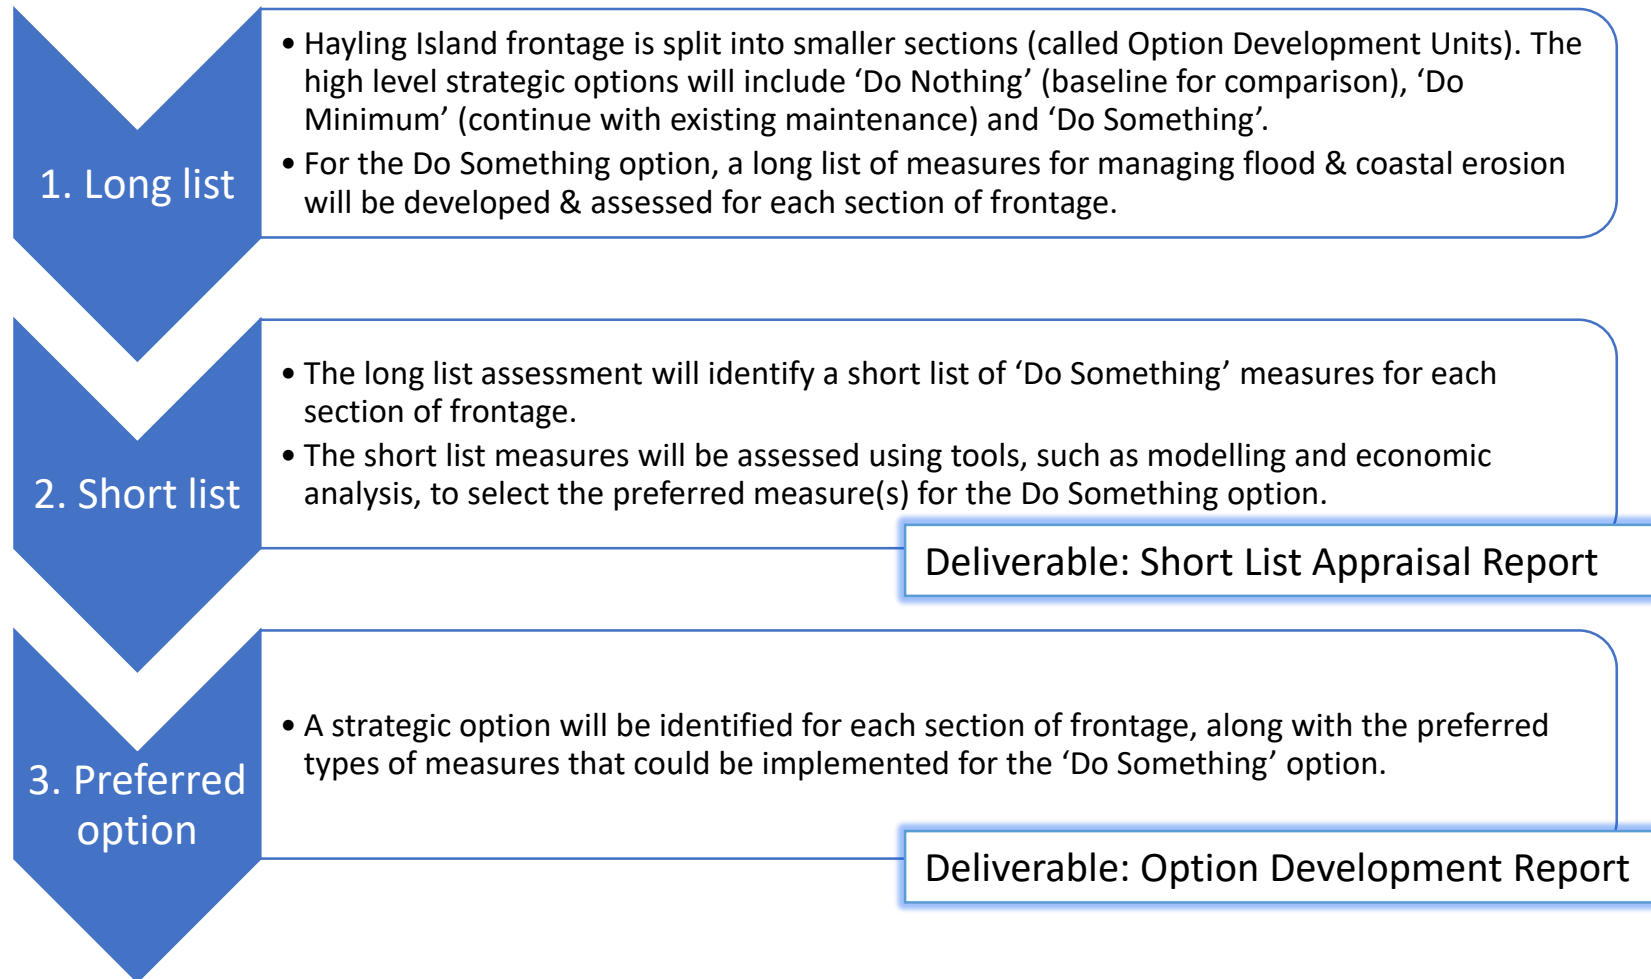 1. Long list
• Hayling Island frontage is split into smaller sections (called Option Development Units). The
high level strategic options will include ‘Do Nothing’ (baseline for comparison), ‘Do
Minimum’ (continue with existing maintenance) and ‘Do Something’.
• For the Do Something option, a long list of measures for managing flood & coastal erosion
will be developed & assessed for each section of frontage.
2. Short list
• The long list assessment will identify a short list of ‘Do Something’ measures for each
section of frontage.
• The short list measures will be assessed using tools, such as modelling and economic
analysis, to select the preferred measure(s) for the Do Something option.
Deliverable: Short List Appraisal Report
3. Preferred
option
• A strategic option will be identified for each section of frontage, along with the preferred
types of measures that could be implemented for the ‘Do Something’ option.
Deliverable: Option Development Report